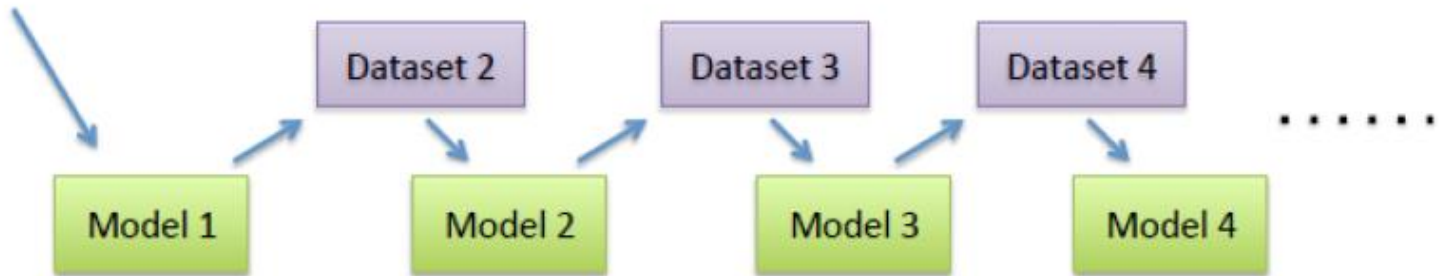 Dataset 2 Dataset 3 Dataset 4
......
Model 1 Model 2 Model 3 Model 4